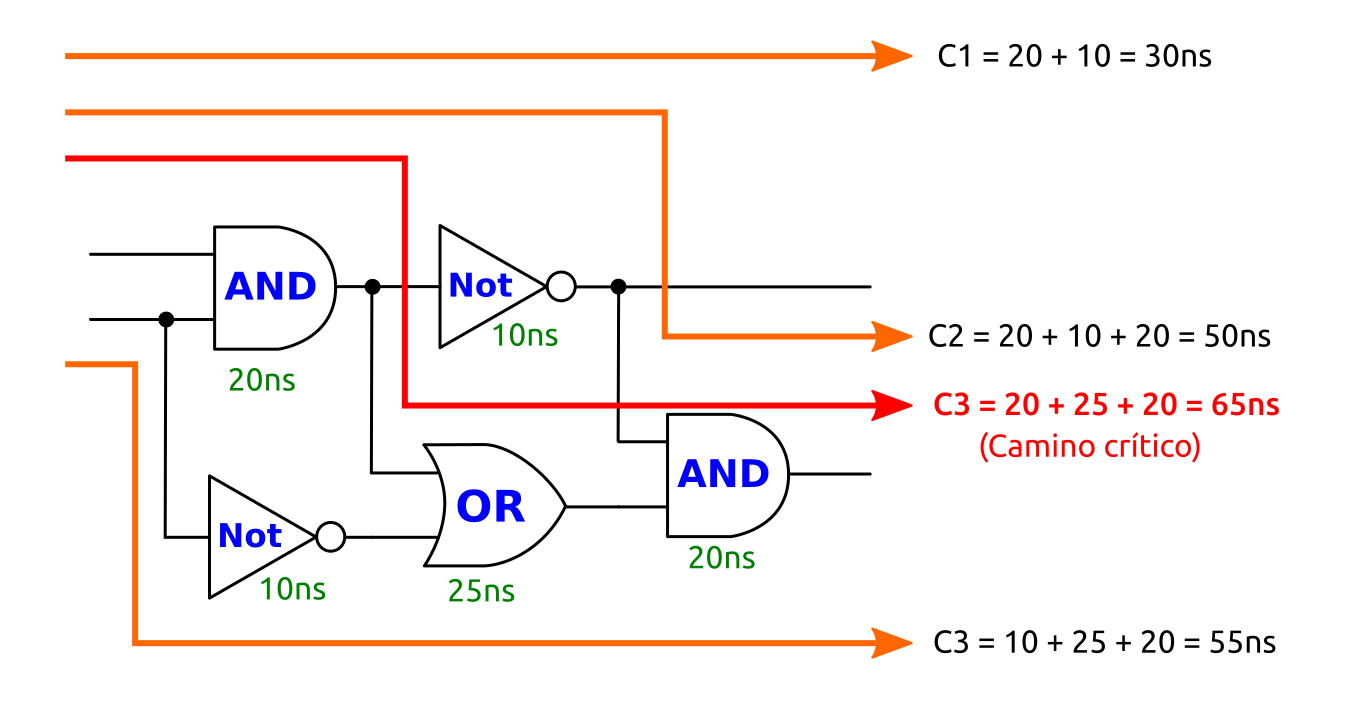 C1 = 20 + 10 = 30ns
AND
Not
10ns
C2 = 20 + 10 + 20 = 50ns
20ns
C3 = 20 + 25 + 20 = 65ns
(Camino crítico)
AND
OR
Not
20ns
10ns
25ns
C3 = 10 + 25 + 20 = 55ns